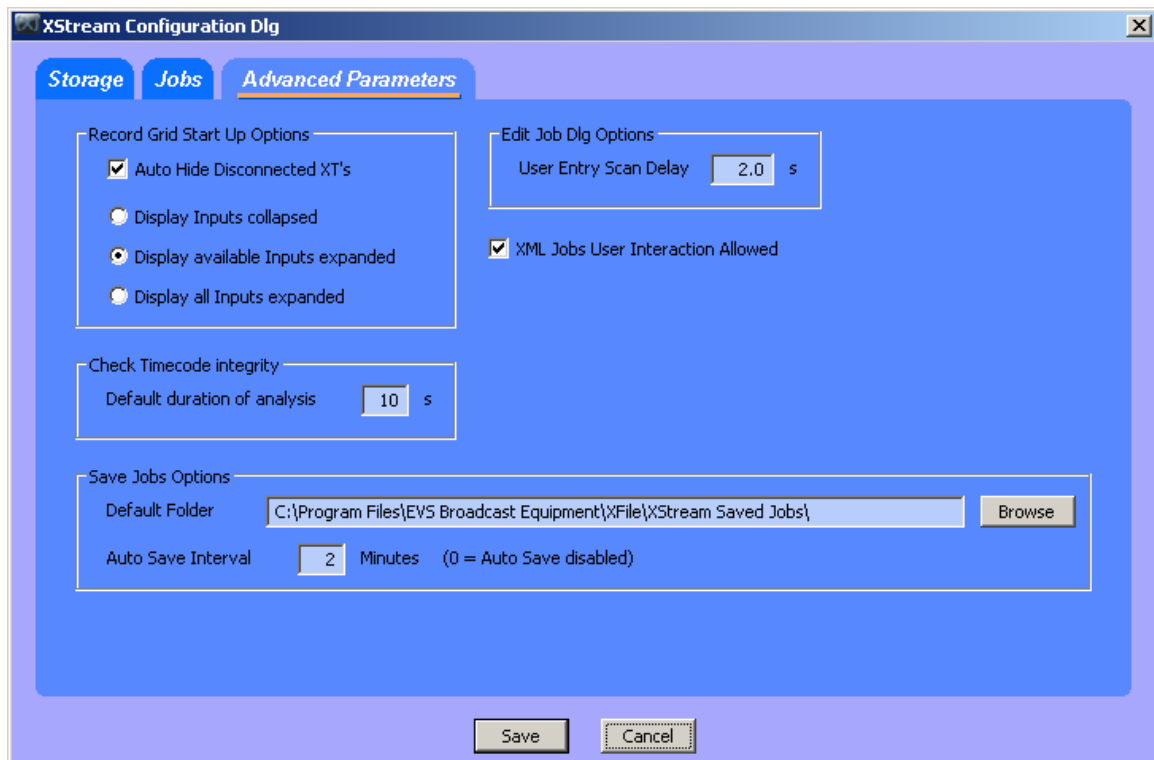 XStream Configuration Dlg
Storage Jobs Advanced Parameters
Record Grid Start Up Options
Auto Hide Disconnected XT's
Display Inputs collapsed
Display available Inputs expanded
Display all Inputs expanded
Edit Job Dlg Options
User Entry Scan Delay 2.0 s
XML Jobs User Interaction Allowed
Check Timecode integrity
Default duration of analysis 10 s
Save Jobs Options
Default Folder C:\Program Files\EVS Broadcast Equipment\XFile\XStream Saved Jobs\ Browse
Auto Save Interval 2 Minutes (0 = Auto Save disabled)
Save Cancel